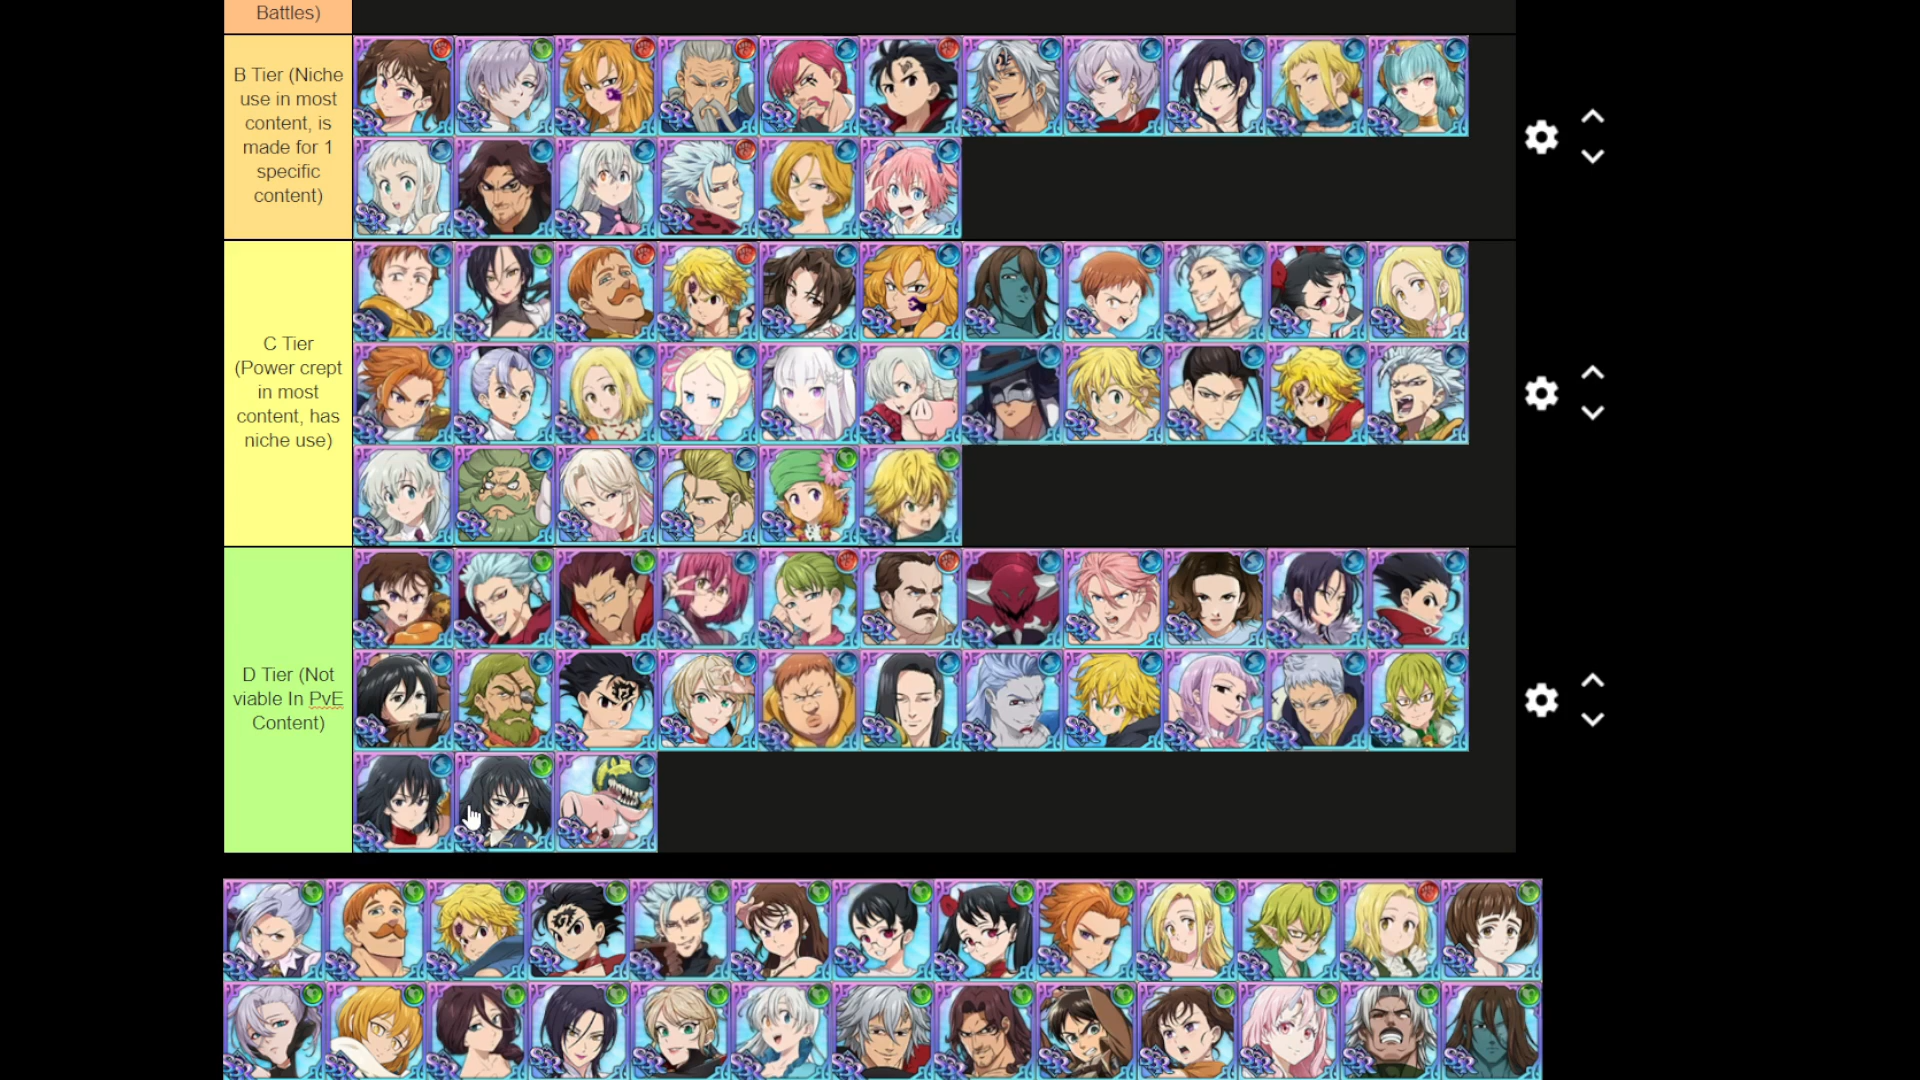 Battles)
B Tier (Niche
use in most
content, is
made for 1
specific
content)
C Tier
(Power crept
in most
content, has
niche use)
D Tier (Not
viable In PvE
Content)